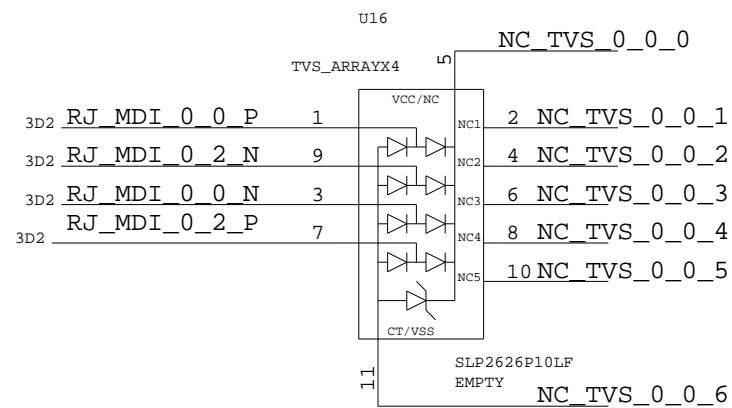 U16
NC_TVS_0_0_0
5
TVS_ARRAYX4
VCC/NC
3D2 RJ_MDI_0_0_P 1
NC1 2 NC_TVS_0_0_1
3D2 RJ_MDI_0_2_N 9
NC2 4 NC_TVS_0_0_2
3D2 RJ_MDI_0_0_N 3
NC3 6 NC_TVS_0_0_3
3D2 RJ_MDI_0_2_P 7
NC4 8 NC_TVS_0_0_4
NC5 10 NC_TVS_0_0_5
CT/VSS
11
SLP2626P10LF
EMPTY
NC_TVS_0_0_6